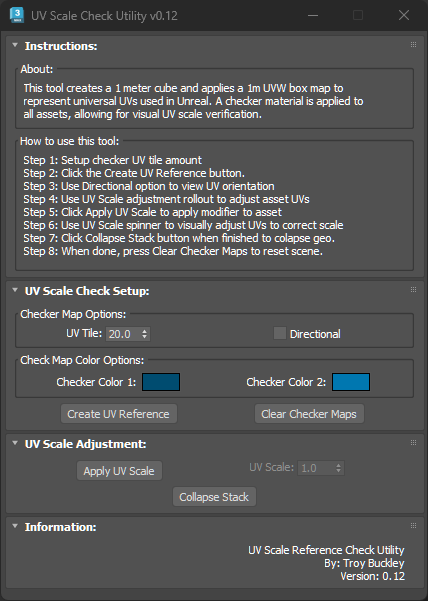 3
UV Scale Check Utility v0.12
Instructions:
About:
This tool creates a 1 meter cube and applies a 1m UVW box map to
represent universal UVs used in Unreal. A checker material is applied to
all assets, allowing for visual UV scale verification.
How to use this tool:
Step 1: Setup checker UV tile amount
Step 2: Click the Create UV Reference button.
Step 3: Use Directional option to view UV orientation
Step 4: Use UV Scale adjustment rollout to adjust asset UVs
Step 5: Click Apply UV Scale to apply modifier to asset
Step 6: Use UV Scale spinner to visually adjust UVs to correct scale
Step 7: Click Collapse Stack button when finished to colapse geo.
Step 8: When done, press Clear Checker Maps to reset scene.
UV Scale Check Setup:
Checker Map Options:
UV Tile: 20.0 Directional
Check Map Color Options:
Checker Color 1: Checker Color 2:
Create UV Reference Clear Checker Maps
UV Scale Adjustment:
Apply UV Scale UV Scale: 1.0
Collapse Stack
Information:
UV Scale Reference Check Utility
By: Troy Buckley
Version: 0.12